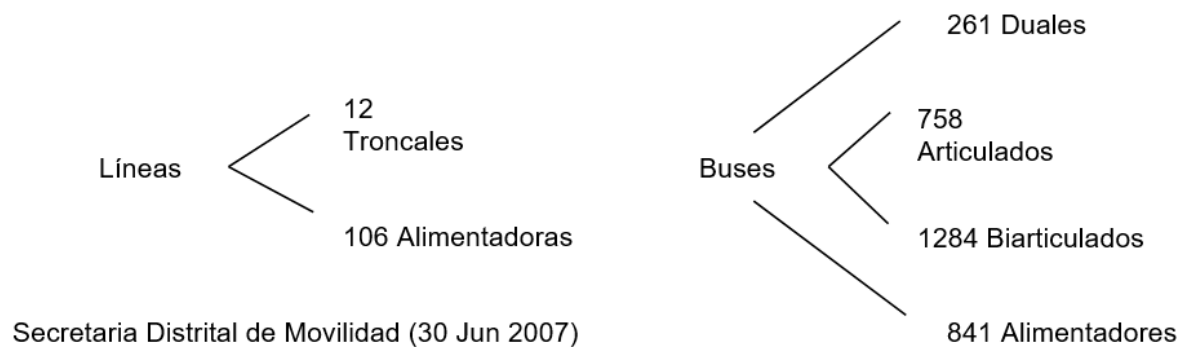 Líneas
12
Troncales
106 Alimentadoras
Secretaria Distrital de Movilidad (30 Jun 2007)
Buses
261 Duales
758
Articulados
1284 Biarticulados
841 Alimentadores